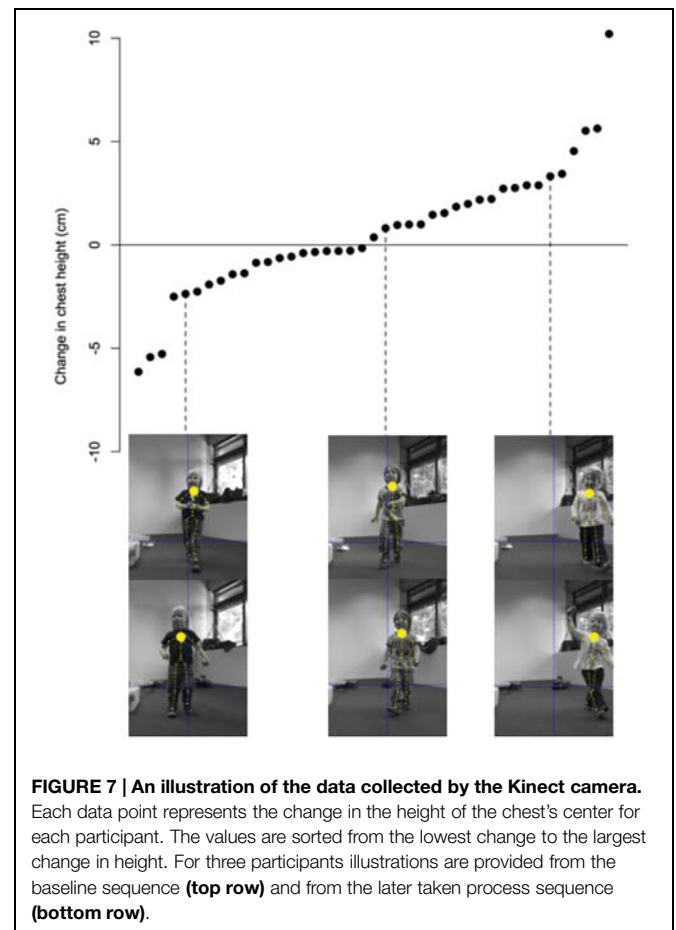 10
5
0
-5
-10
Change in chest height (cm)
FIGURE 7 | An illustration of the data collected by the Kinect camera.
Each data point represents the change in the height of the chest's center for
each participant. The values are sorted from the lowest change to the largest
change in height. For three participants illustrations are provided from the
baseline sequence (top row) and from the later taken process sequence
(bottom row).